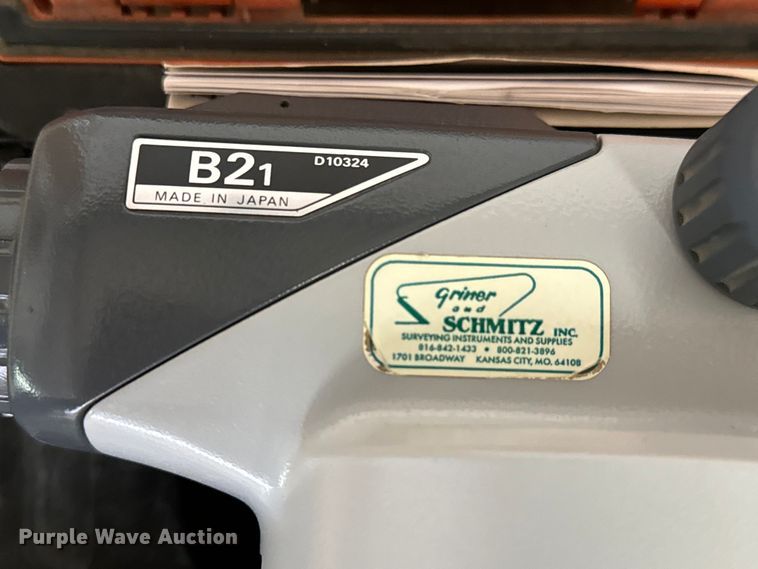 B21 D10324
MADE IN JAPAN
Griner
and
SCHMITZ INC.
SURVEYING INSTRUMENTS AND SUPPLIES
816-842-1433 • 800-821-3896
1701 BROADWAY KANSAS CITY, MO. 64108
Purple Wave Auction